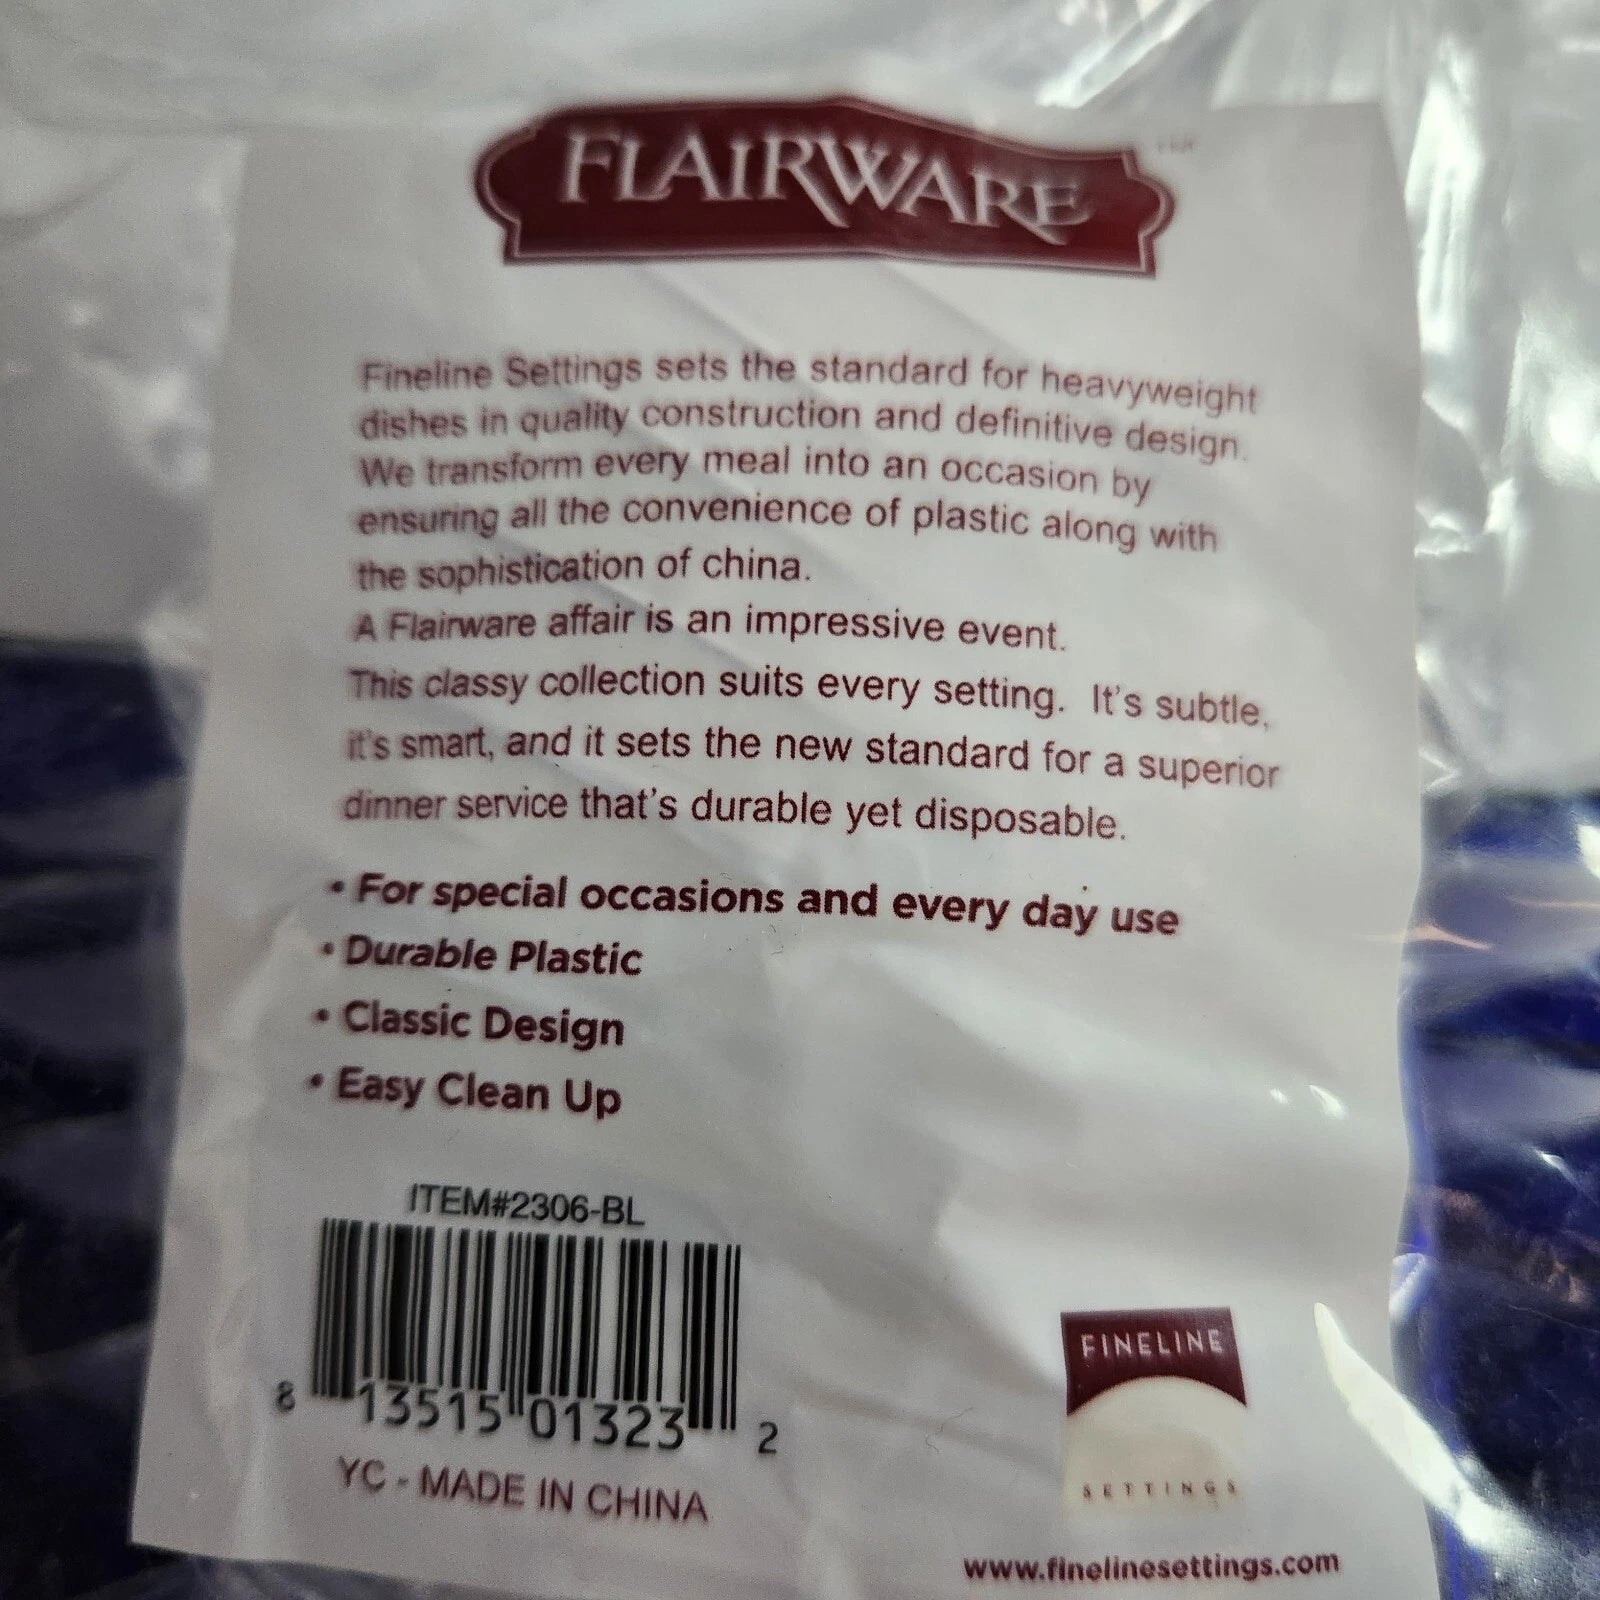 FLAIRWARE
Fineline Settings sets the standard for heavyweight
dishes in quality construction and definitive design.
We transform every meal into an occasion by
ensuring all the convenience of plastic along with
the sophistication of china.
A Flairware affair is an impressive event.
This classy collection suits every setting.  It's subtle,
it's smart, and it sets the new standard for a superior
dinner service that's durable yet disposable.
• For special occasions and every day use
• Durable Plastic
• Classic Design
• Easy Clean Up
ITEM#2306-BL
8 13515 01323 2
YC - MADE IN CHINA
FINELINE
SETTINGS
www.finelinesettings.com